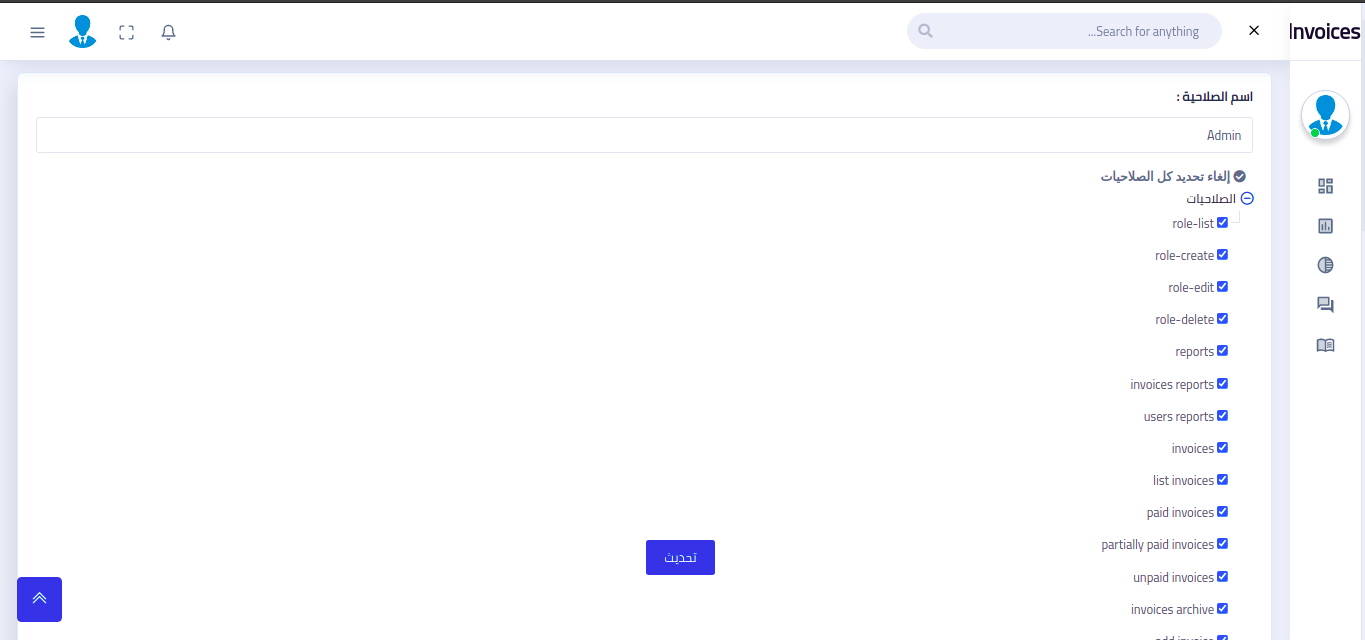 Invoices
Search for anything...
اسم الصلاحية :
Admin
إلغاء تحديد كل الصلاحيات
الصلاحيات
role-list
role-create
role-edit
role-delete
reports
invoices reports
users reports
invoices
list invoices
paid invoices
partially paid invoices
تحديث
unpaid invoices
invoices archive